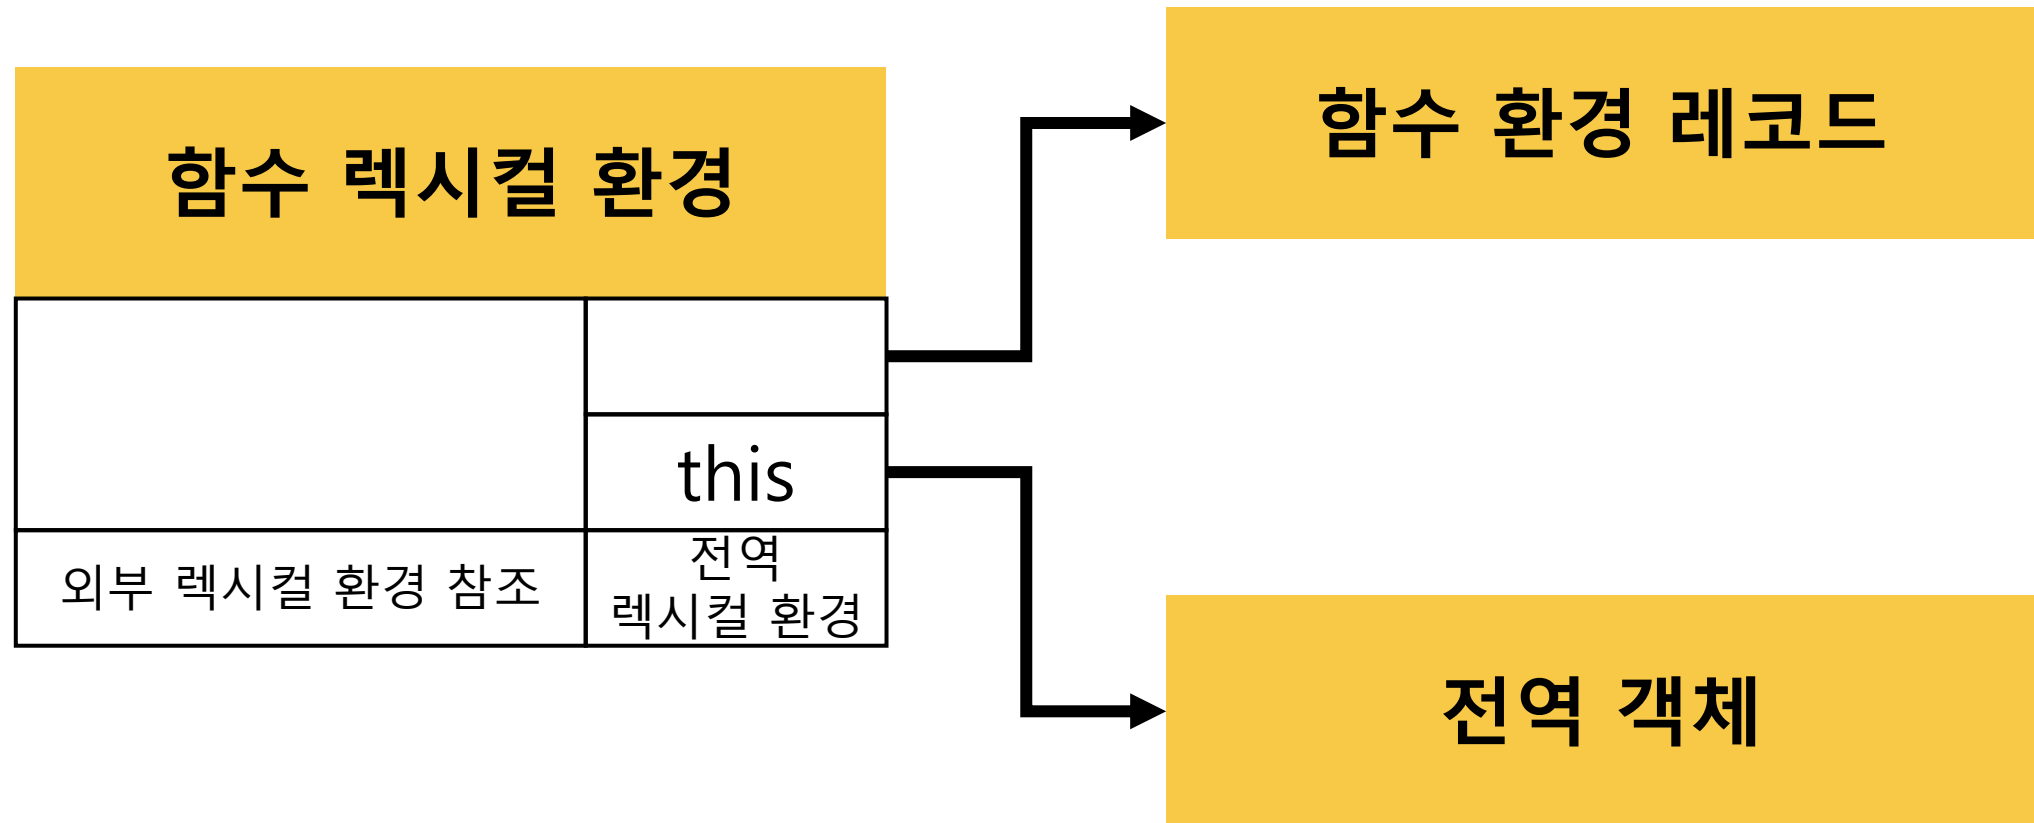 함수 렉시컬 환경
함수 환경 레코드
this
외부 렉시컬 환경 참조
전역
렉시컬 환경
전역 객체